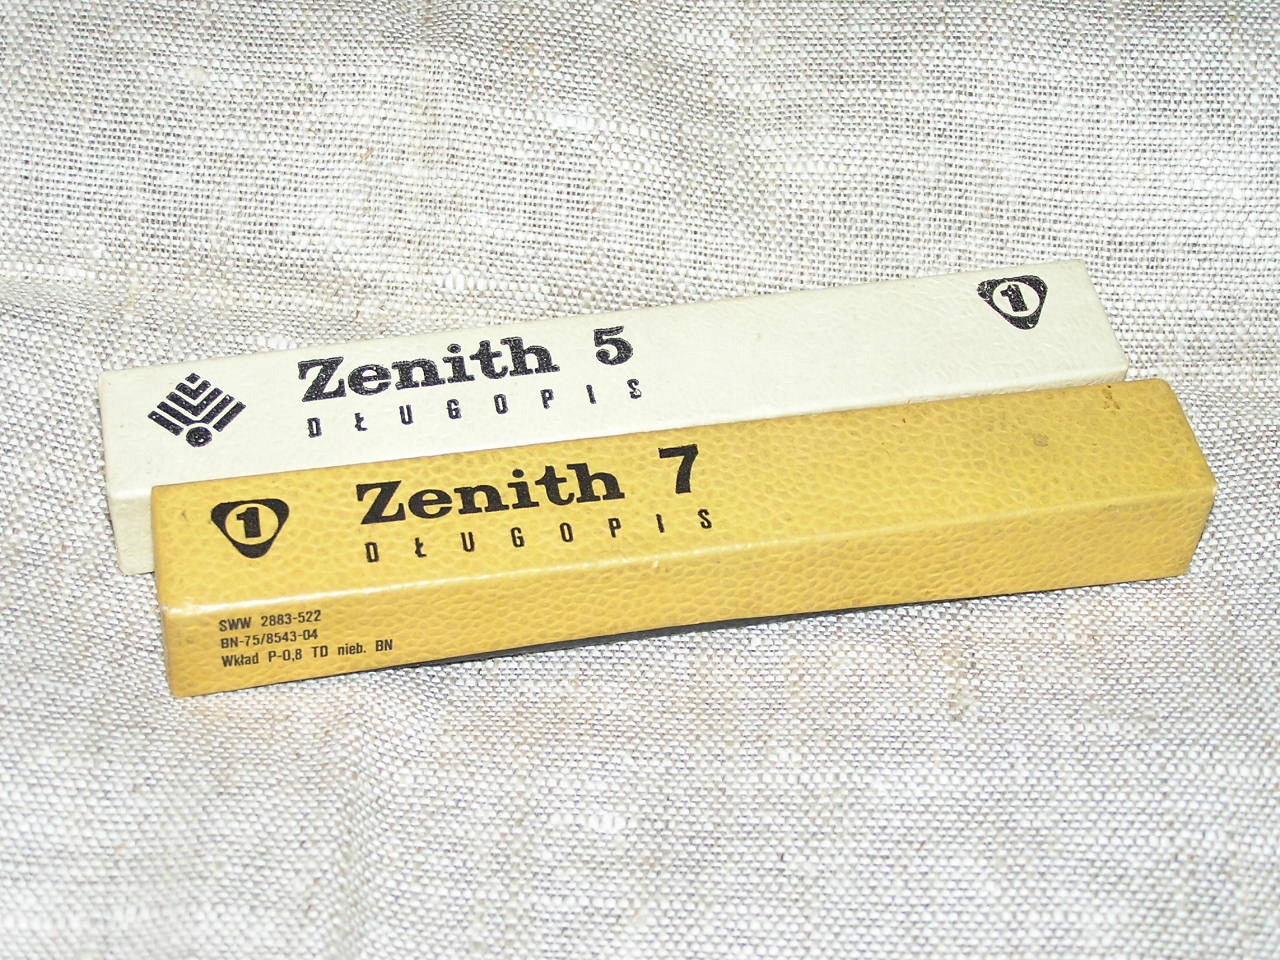 Zenith 5
DŁUGOPIS
1
1
Zenith 7
DŁUGOPIS
SWW 2883-522
BN-75/8543-04
Wkład P-0,8 TD nieb. BN